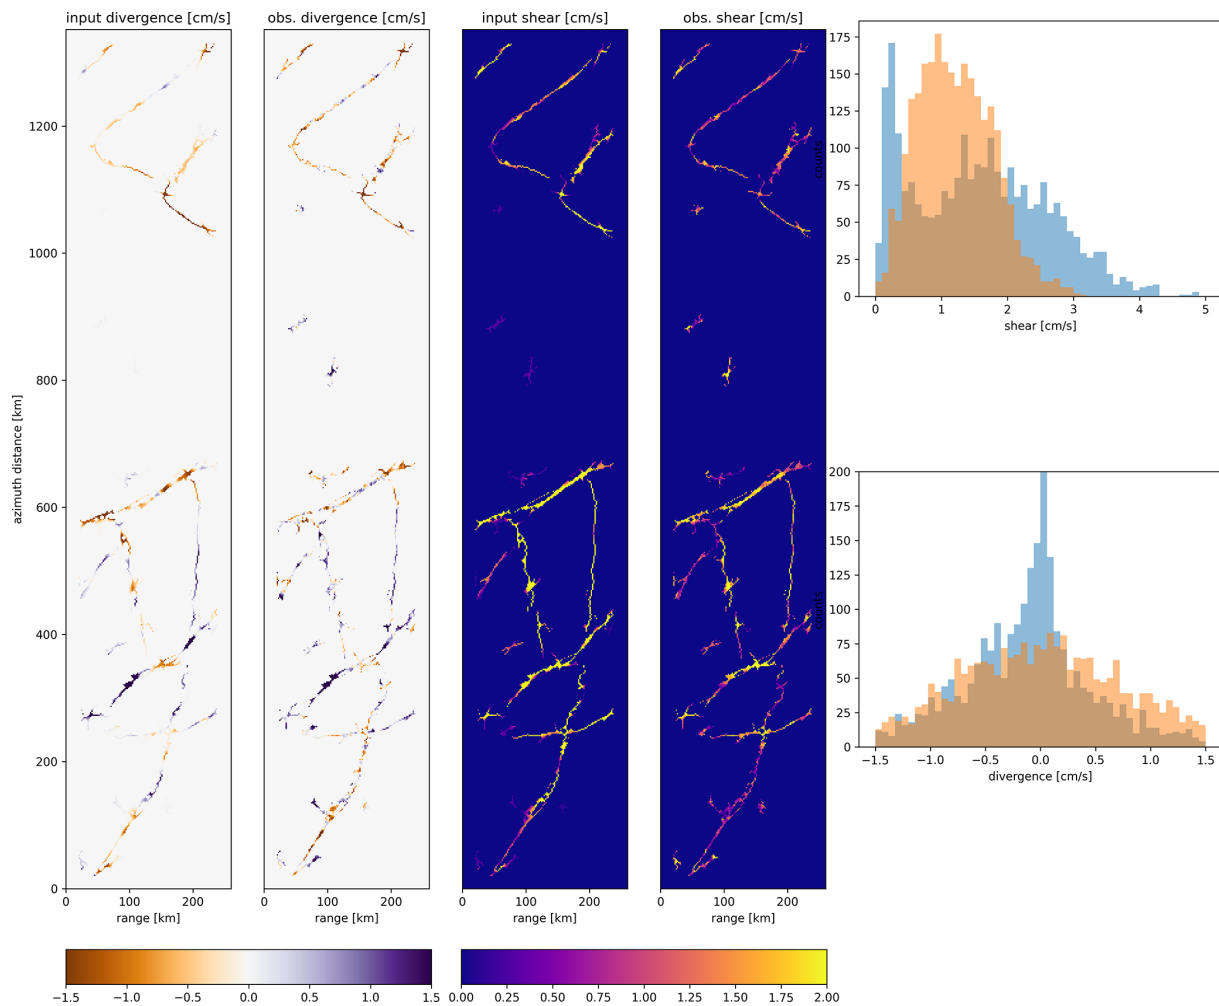 input divergence [cm/s]
obs. divergence [cm/s]
input shear [cm/s]
obs. shear [cm/s]
azimuth distance [km]
1200
1000
800
600
400
200
0
0 100 200
range [km]
0 100 200
range [km]
0 100 200
range [km]
0 100 200
range [km]
−1.5 −1.0 −0.5 0.0 0.5 1.0 1.5
0.00 0.25 0.50 0.75 1.00 1.25 1.50 1.75 2.00
counts
175
150
125
100
75
50
25
0
0 1 2 3 4 5
shear [cm/s]
counts
200
175
150
125
100
75
50
25
0
−1.5 −1.0 −0.5 0.0 0.5 1.0 1.5
divergence [cm/s]